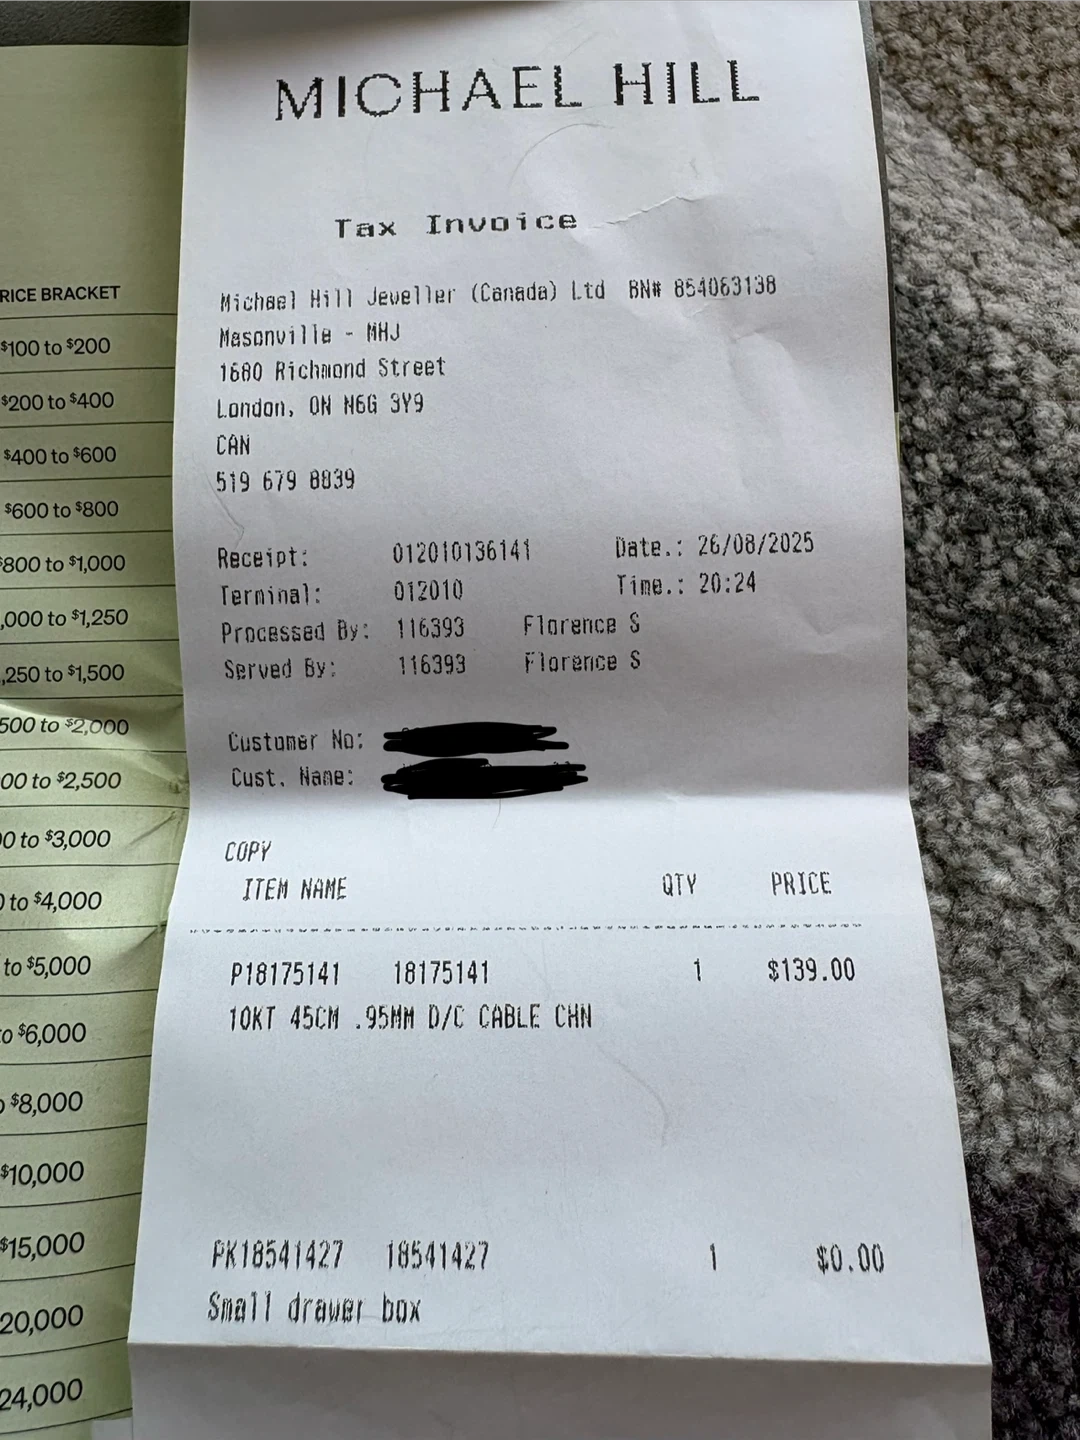 MICHAEL HILL
Tax Invoice
Michael Hill Jeweller (Canada) Ltd BN# 854063138
Masonville - MHJ
1680 Richmond Street
London, ON N6G 3Y9
CAN
519 679 8839
Receipt: 012010136141 Date.: 26/08/2025
Terminal: 012010 Time.: 20:24
Processed By: 116393 Florence S
Served By: 116393 Florence S
Customer No:
Cust. Name:
COPY
ITEM NAME QTY PRICE
P18175141 18175141 1 $139.00
10KT 45CM .95MM D/C CABLE CHN
PK18541427 18541427 1 $0.00
Small drawer box
RICE BRACKET
$100 to $200
$200 to $400
$400 to $600
$600 to $800
$800 to $1,000
,000 to $1,250
,250 to $1,500
500 to $2,000
00 to $2,500
0 to $3,000
to $4,000
to $5,000
to $6,000
$8,000
$10,000
$15,000
20,000
24,000